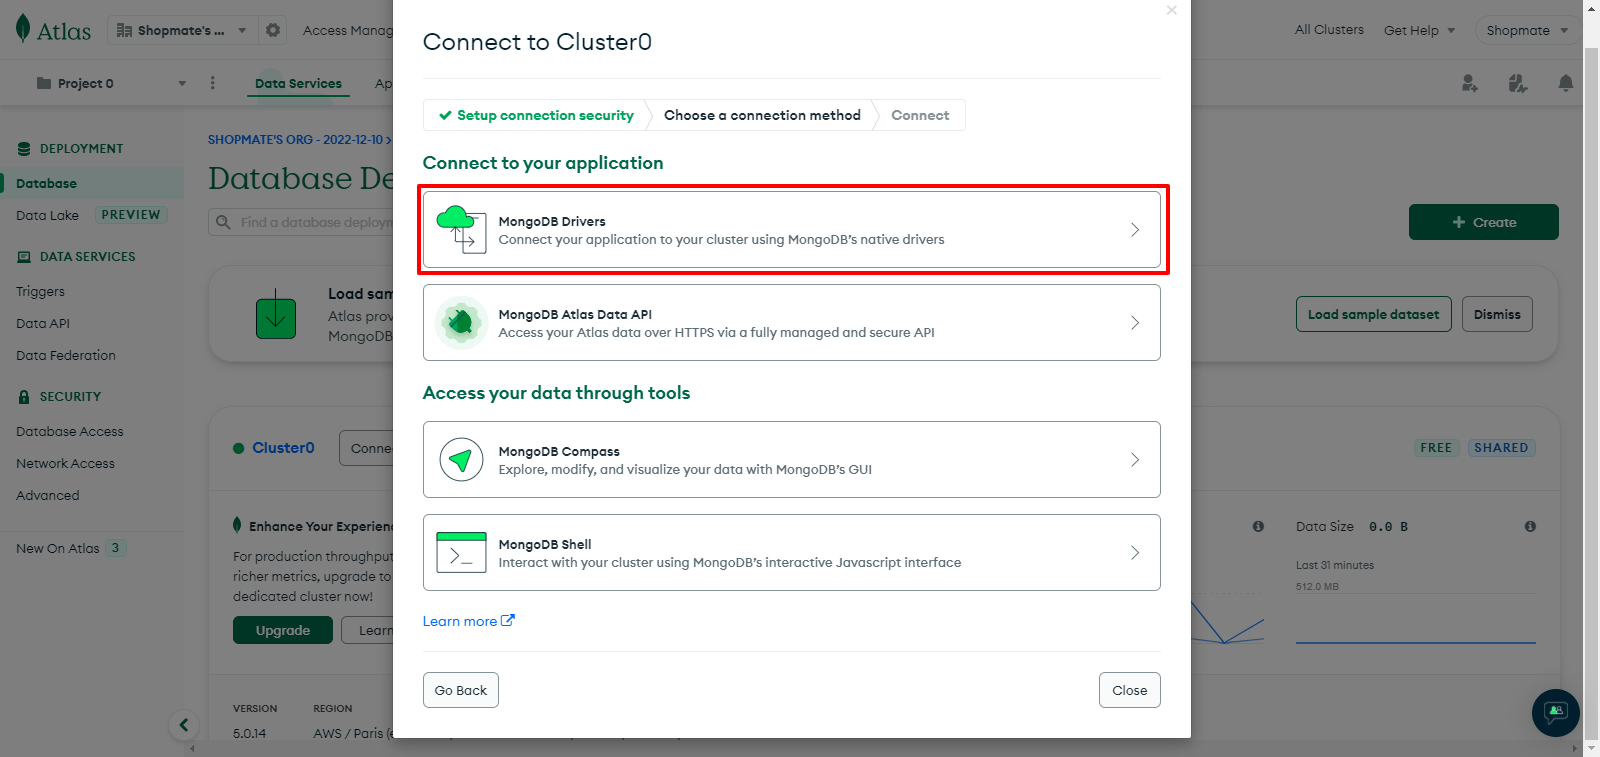 Atlas
Shopmate's ...
Access Manag
All Clusters
Get Help
Shopmate
Project 0
Data Services
Ap
DEPLOYMENT
Database
Data Lake PREVIEW
DATA SERVICES
Triggers
Data API
Data Federation
SECURITY
Database Access
Network Access
Advanced
New On Atlas 3
SHOPMATE'S ORG - 2022-12-10 >
Database De
Find a database deploym
+ Create
Load sam
Atlas prov
MongoDB
Load sample dataset
Dismiss
Cluster0
Conne
FREE
SHARED
Enhance Your Experien
For production throughput
richer metrics, upgrade to
dedicated cluster now!
Upgrade
Learn
Data Size 0.0 B
Last 31 minutes
512.0 MB
VERSION
REGION
5.0.14
AWS / Paris (e
Connect to Cluster0
Setup connection security
Choose a connection method
Connect
Connect to your application
MongoDB Drivers
Connect your application to your cluster using MongoDB's native drivers
MongoDB Atlas Data API
Access your Atlas data over HTTPS via a fully managed and secure API
Access your data through tools
MongoDB Compass
Explore, modify, and visualize your data with MongoDB's GUI
MongoDB Shell
Interact with your cluster using MongoDB's interactive Javascript interface
Learn more
Go Back
Close